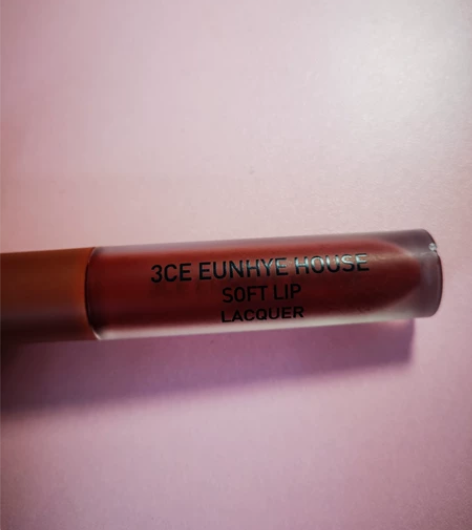 3CE EUNHYE HOUSE
SOFT LIP
LACQUER